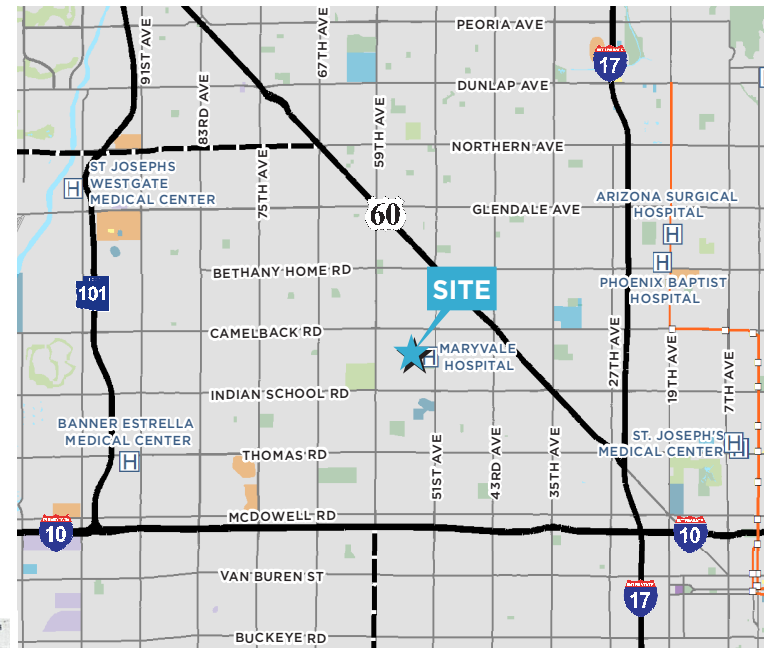 PEORIA AVE
91ST AVE
67TH AVE
17
DUNLAP AVE
83RD AVE
59TH AVE
NORTHERN AVE
75TH AVE
ST JOSEPHS
WESTGATE
MEDICAL CENTER
H
60
GLENDALE AVE
ARIZONA SURGICAL
HOSPITAL
H
H
PHOENIX BAPTIST
HOSPITAL
BETHANY HOME RD
SITE
101
CAMELBACK RD
H
MARYVALE
HOSPITAL
27TH AVE
19TH AVE
7TH AVE
INDIAN SCHOOL RD
BANNER ESTRELLA
MEDICAL CENTER
H
THOMAS RD
51ST AVE
43RD AVE
35TH AVE
ST. JOSEPH'S
MEDICAL CENTER
H
MCDOWELL RD
10
10
VAN BUREN ST
17
BUCKEYE RD